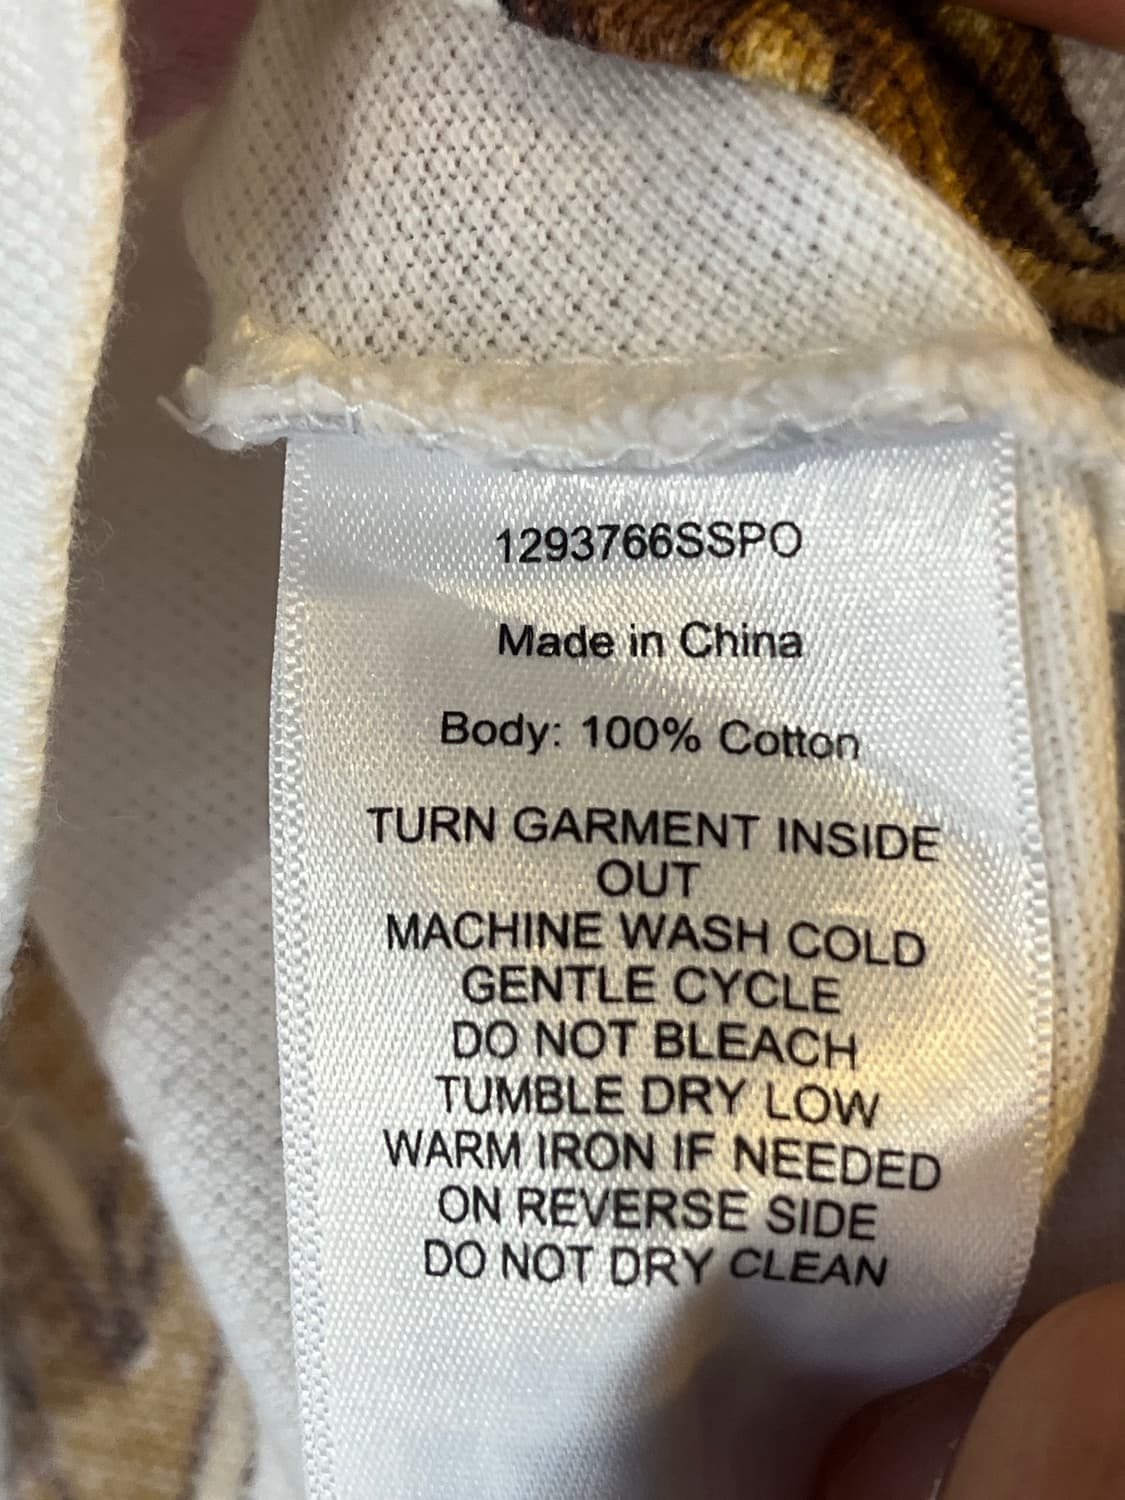 1293766SSPO
Made in China
Body: 100% Cotton
TURN GARMENT INSIDE
OUT
MACHINE WASH COLD
GENTLE CYCLE
DO NOT BLEACH
TUMBLE DRY LOW
WARM IRON IF NEEDED
ON REVERSE SIDE
DO NOT DRY CLEAN